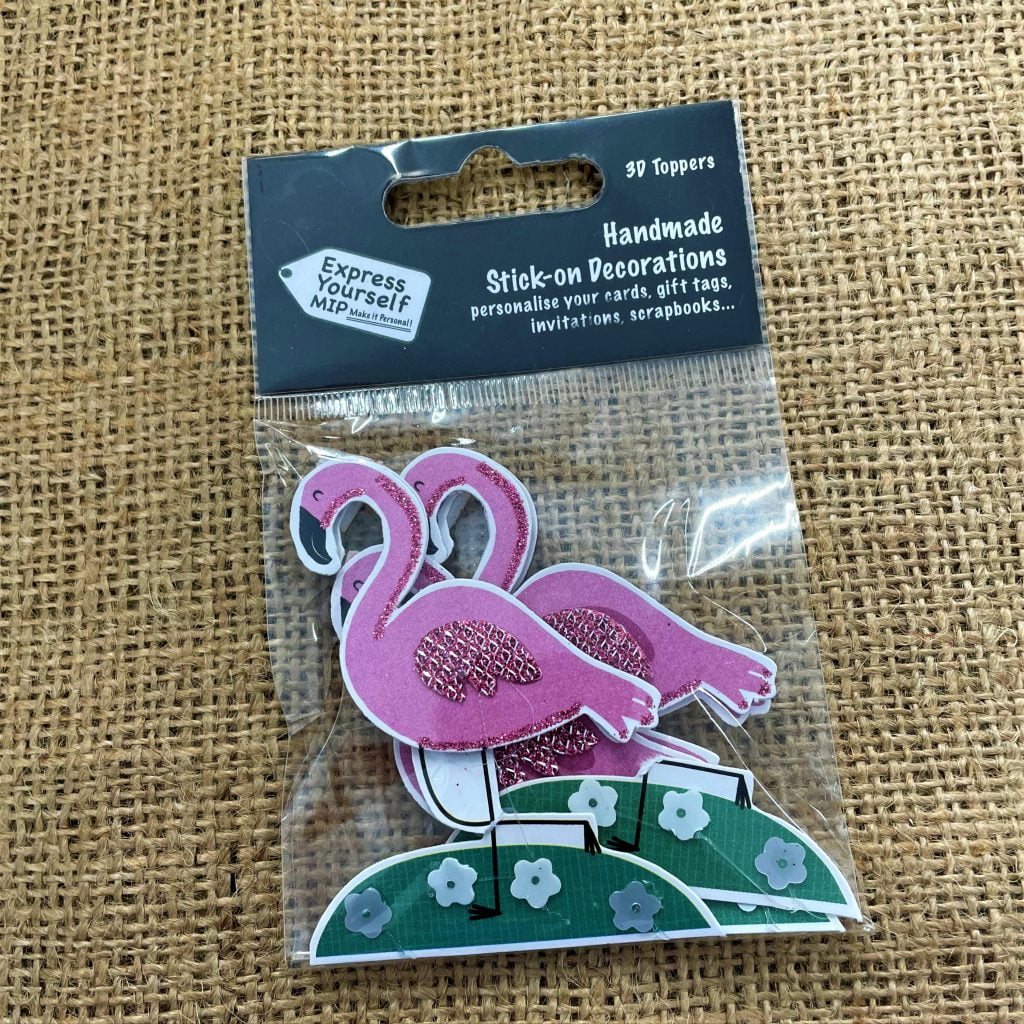 3D Toppers
Handmade
Stick-on Decorations
personalise your cards, gift tags,
invitations, scrapbooks...
Express
Yourself
MIP Make it Personal!